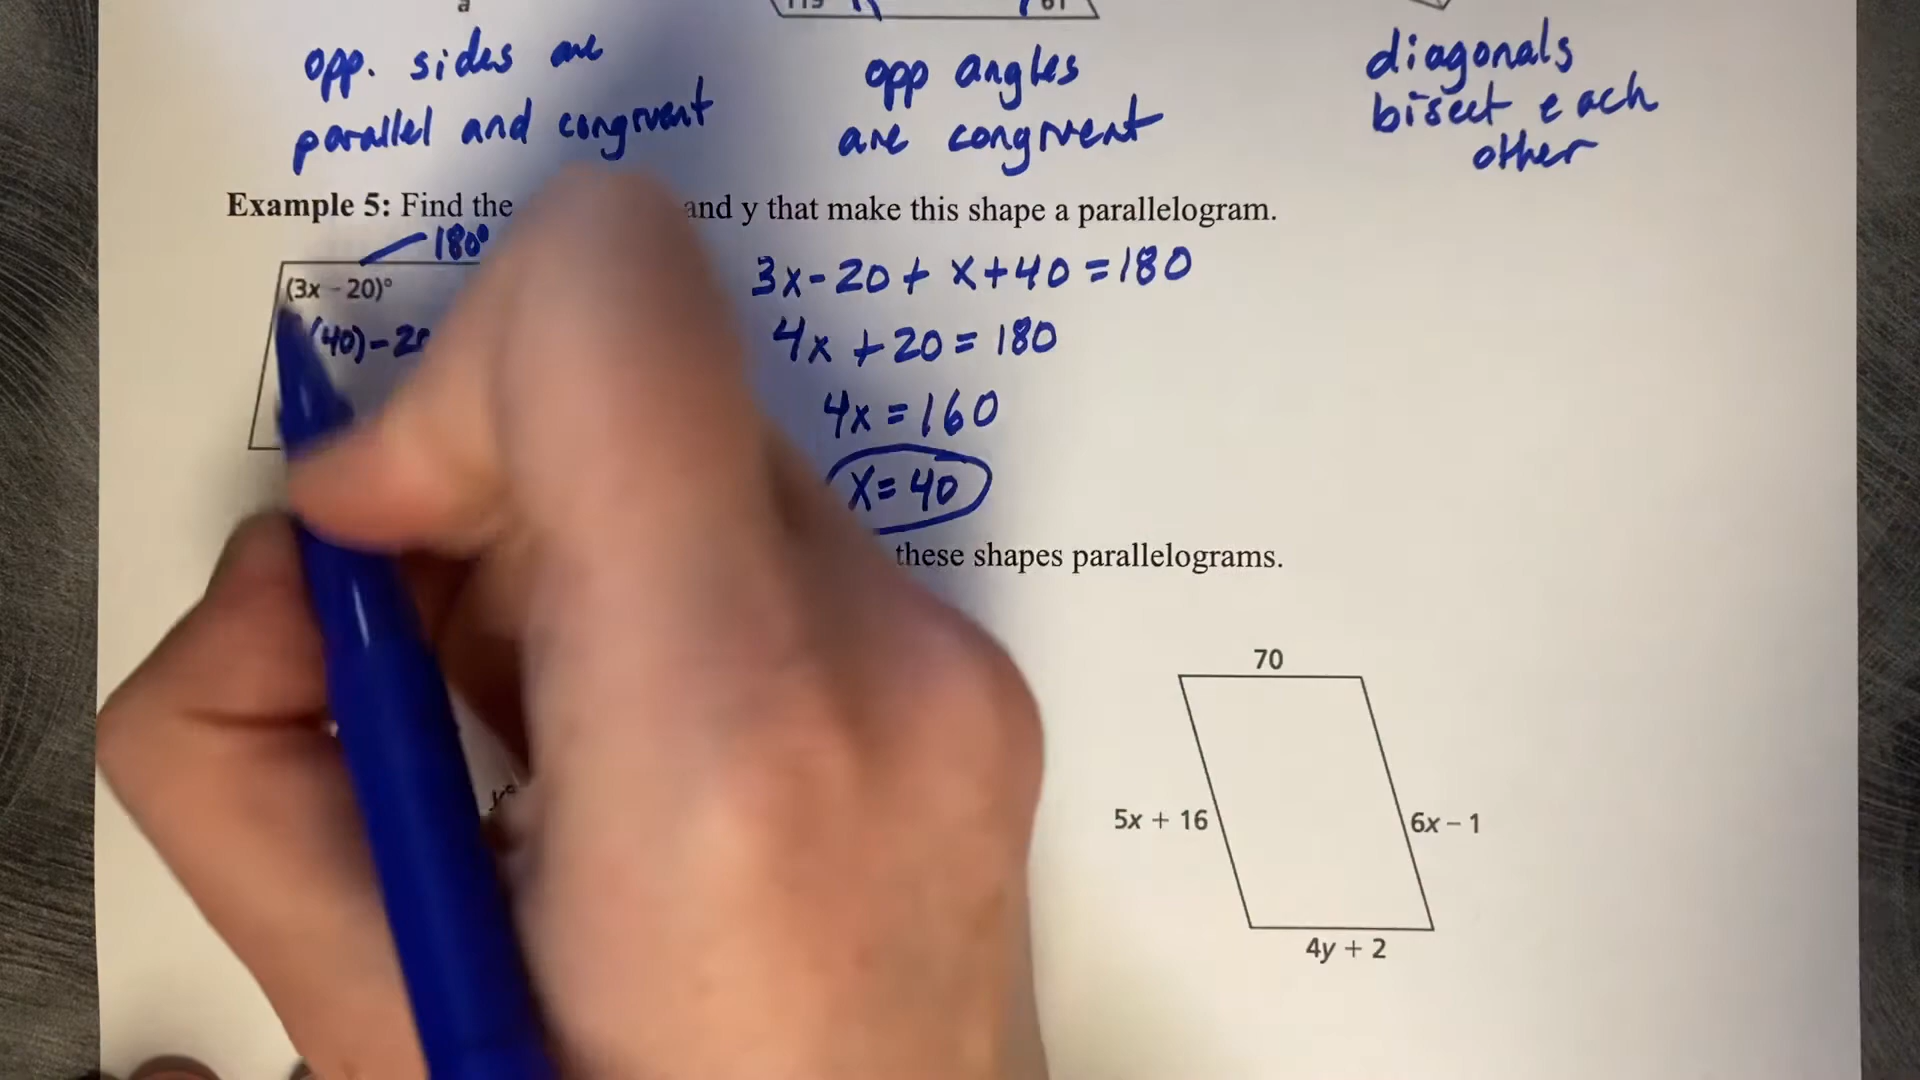 a
119
61
opp. sides are
parallel and congruent
opp angles
are congruent
diagonals
bisect each
other
Example 5: Find the and y that make this shape a parallelogram.
180°
(3x - 20)°
(40)-20
3x-20+ x+40=180
4x +20= 180
4x =160
x=40
these shapes parallelograms.
70
5x + 16
6x – 1
4y + 2